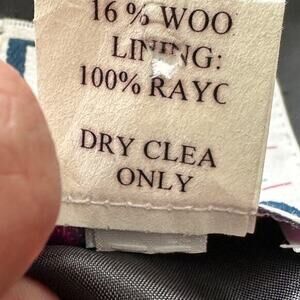 16 % WOO
LINING:
100% RAYC
DRY CLEA
ONLY